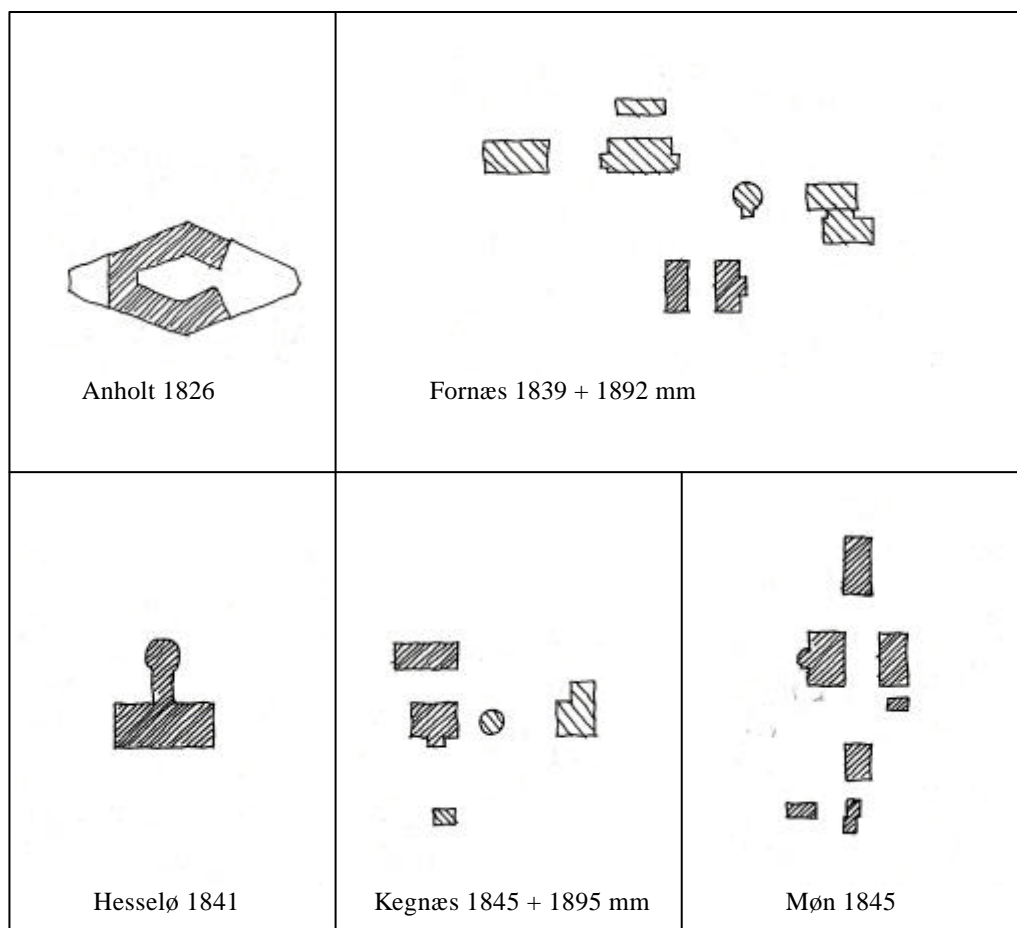 Anholt 1826
Fornæs 1839 + 1892 mm
Hesselø 1841
Kegnæs 1845 + 1895 mm
Møn 1845